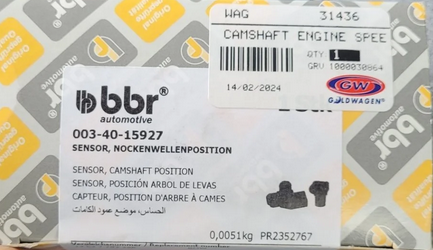 WAG 31436
CAMSHAFT ENGINE SPEE
QTY 1
GRV 1000030864
14/02/2024
GW
GOLDWAGEN
bbr
automotive
003-40-15927
SENSOR, NOCKENWELLENPOSITION
SENSOR, CAMSHAFT POSITION
SENSOR, POSICIÓN ARBOL DE LEVAS
CAPTEUR, POSITION D'ARBRE À CAMES
الحساس، موضع عمود الكامات
0,0051kg PR2352767